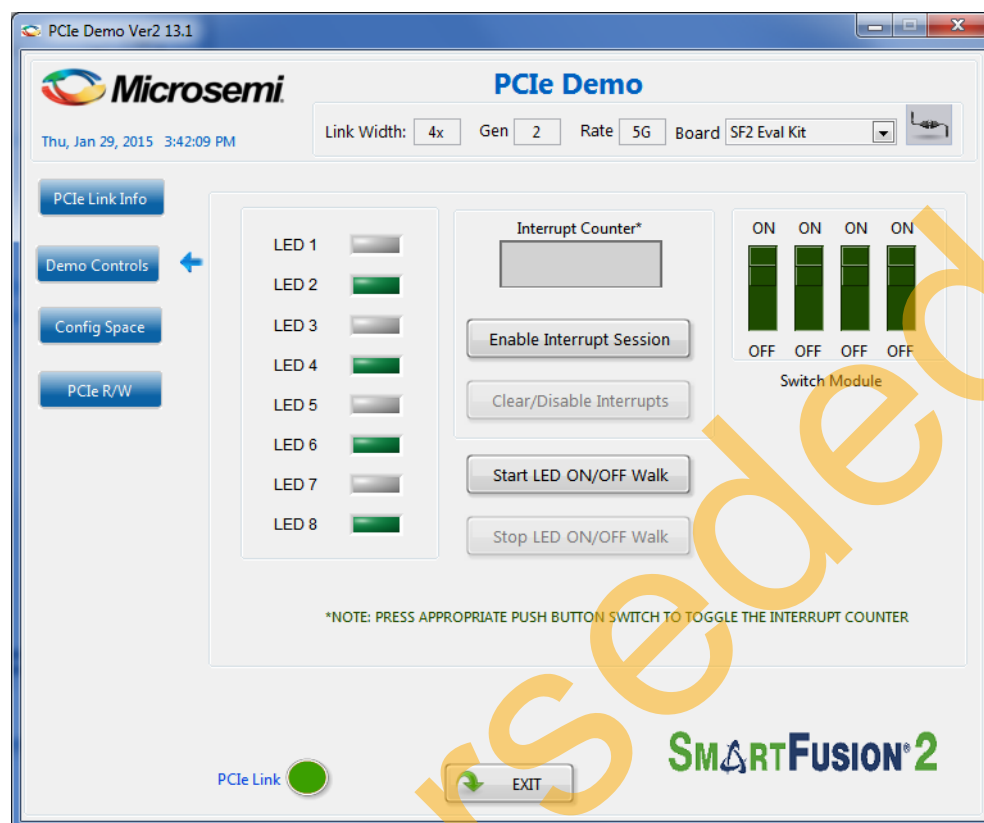 PCIe Demo Ver2 13.1
Microsemi.
PCIe Demo
Thu, Jan 29, 2015 3:42:09 PM
Link Width: 4x Gen 2 Rate 5G Board SF2 Eval Kit
PCIe Link Info
Demo Controls
Config Space
PCIe R/W
LED 1
LED 2
LED 3
LED 4
LED 5
LED 6
LED 7
LED 8
Interrupt Counter*
Enable Interrupt Session
Clear/Disable Interrupts
Start LED ON/OFF Walk
Stop LED ON/OFF Walk
ON ON ON ON
OFF OFF OFF OFF
Switch Module
*NOTE: PRESS APPROPRIATE PUSH BUTTON SWITCH TO TOGGLE THE INTERRUPT COUNTER
PCIe Link
EXIT
SMARTFUSION®2
rseded